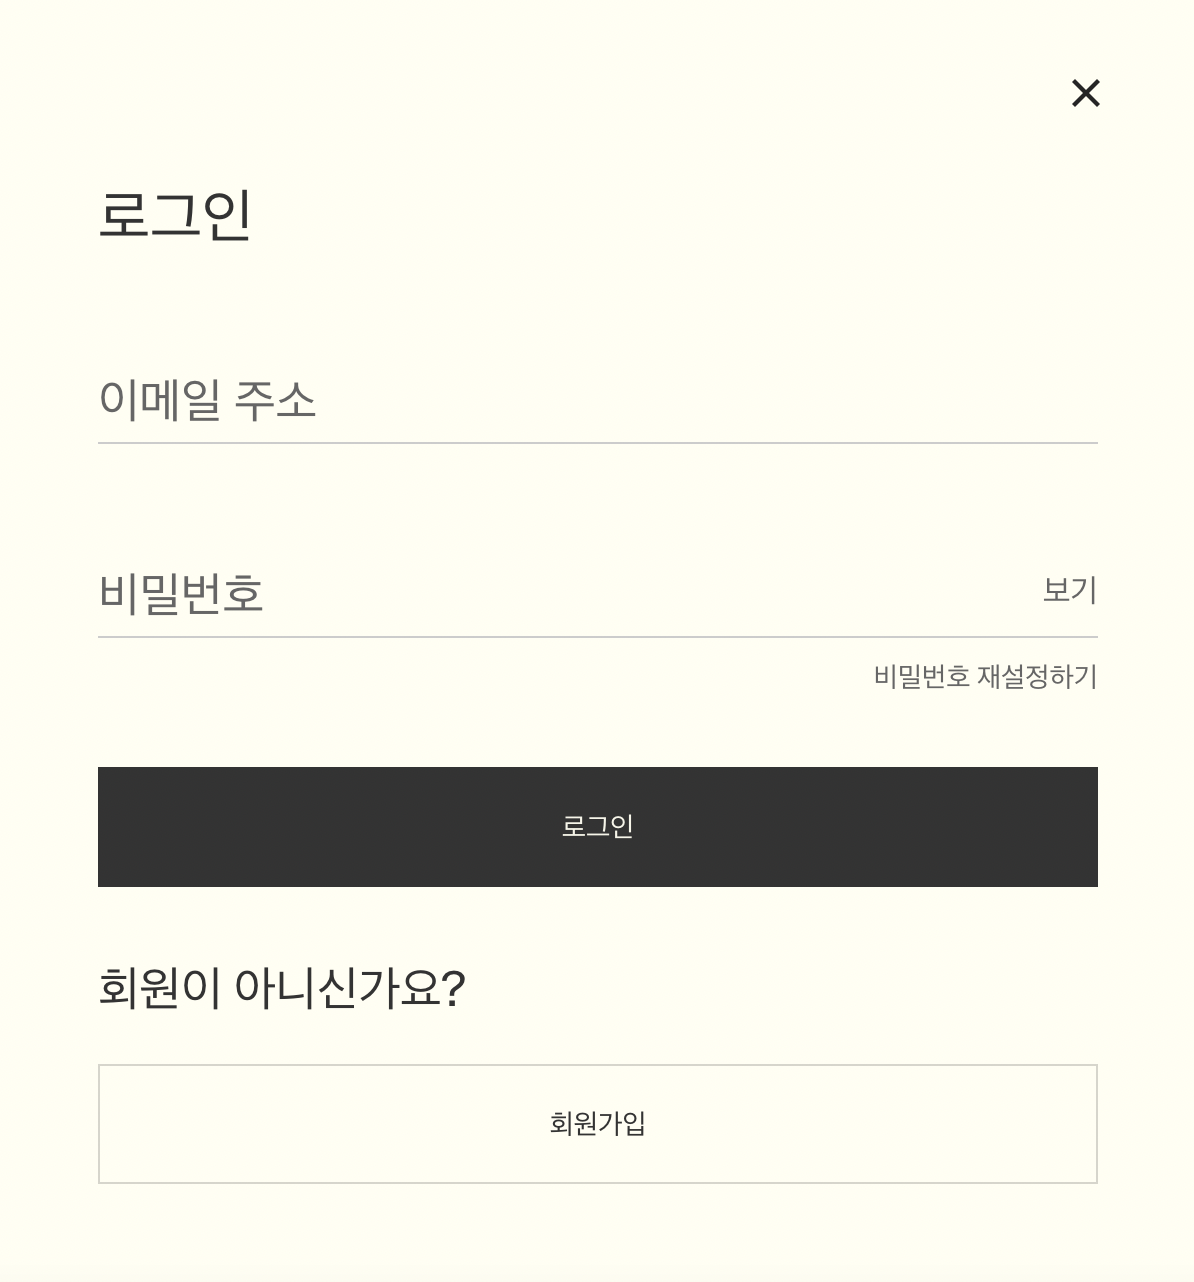 로그인
이메일 주소
비밀번호
보기
비밀번호 재설정하기
로그인
회원이 아니신가요?
회원가입